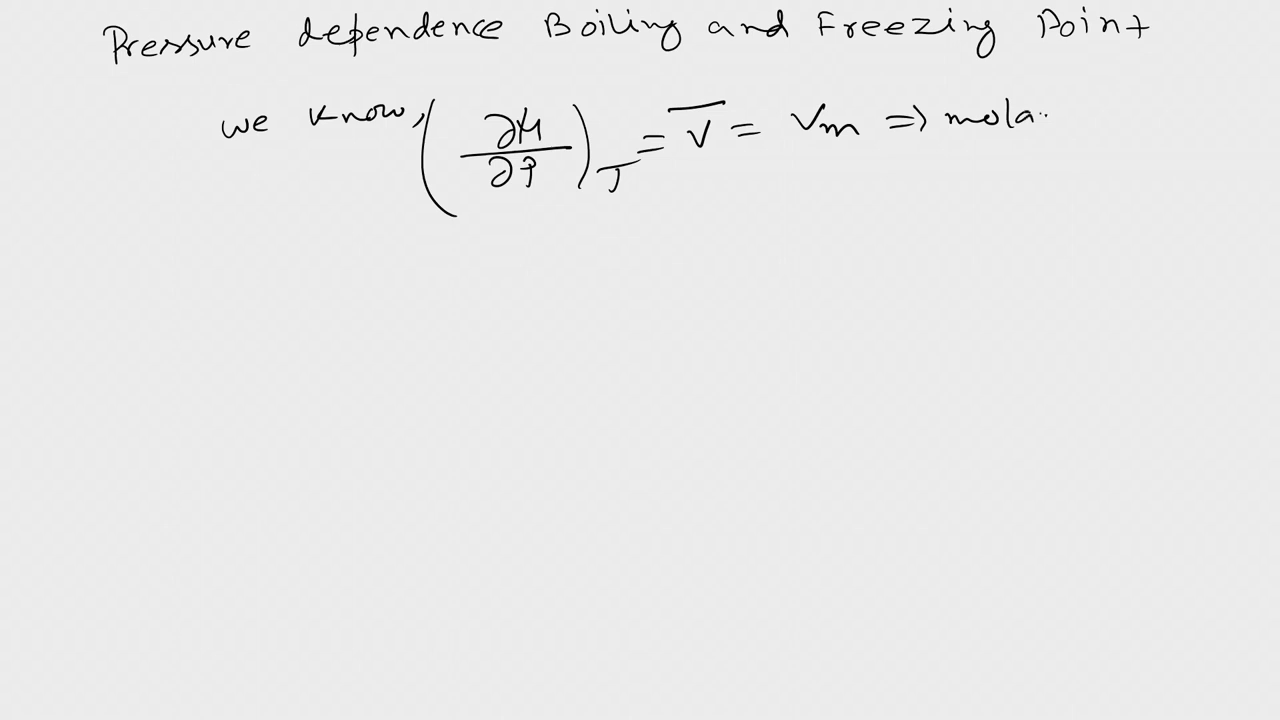 Pressure dependence Boiling and Freezing Point
we know, (∂μ/∂P)_T = V̅ = Vm => mola